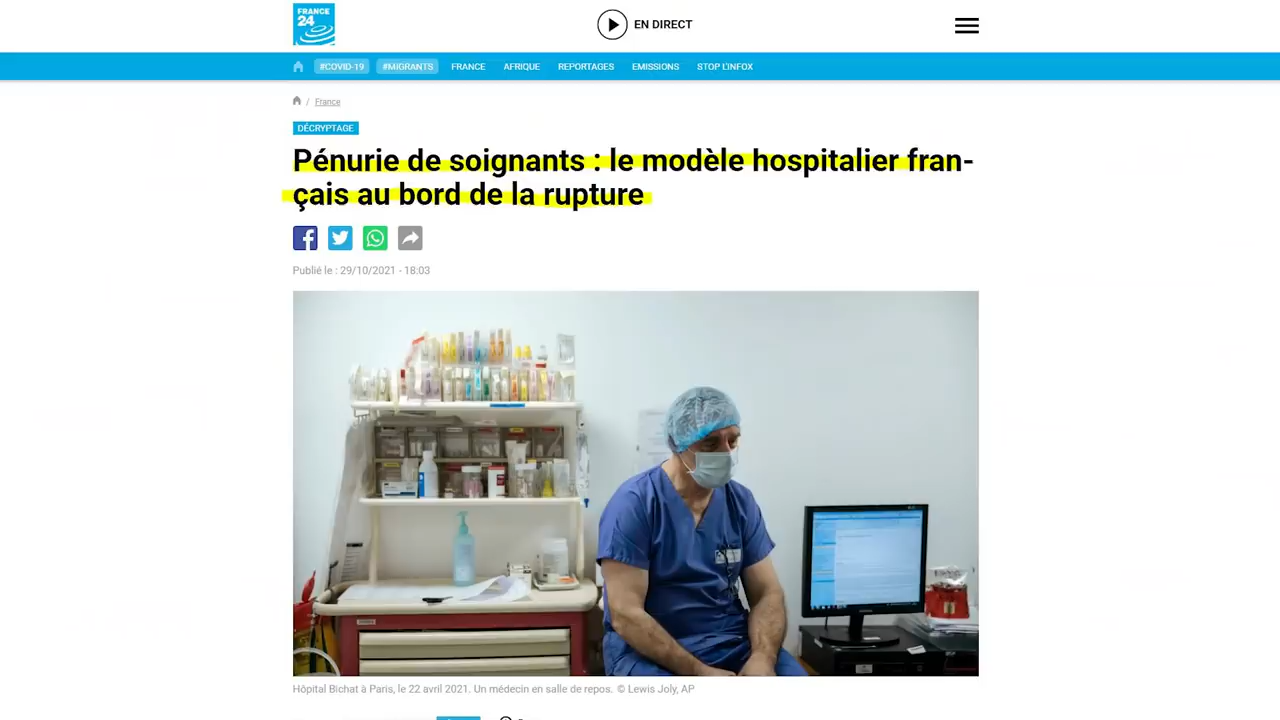 FRANCE
24
EN DIRECT
#COVID-19 #MIGRANTS FRANCE AFRIQUE REPORTAGES EMISSIONS STOP L'INFOX
/ France
DÉCRYPTAGE
Pénurie de soignants : le modèle hospitalier fran-
çais au bord de la rupture
Publié le : 29/10/2021 - 18:03
Hôpital Bichat à Paris, le 22 avril 2021. Un médecin en salle de repos. © Lewis Joly, AP